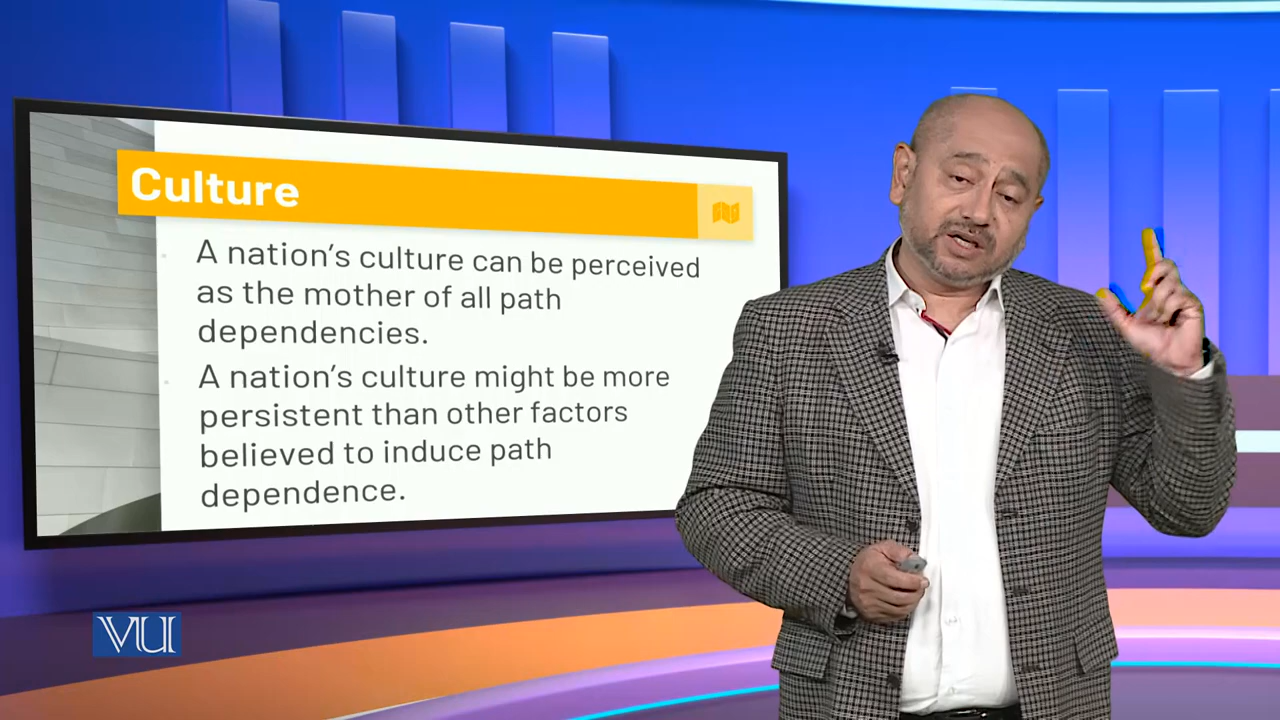 Culture
A nation's culture can be perceived
as the mother of all path
dependencies.
A nation's culture might be more
persistent than other factors
believed to induce path
dependence.
VU